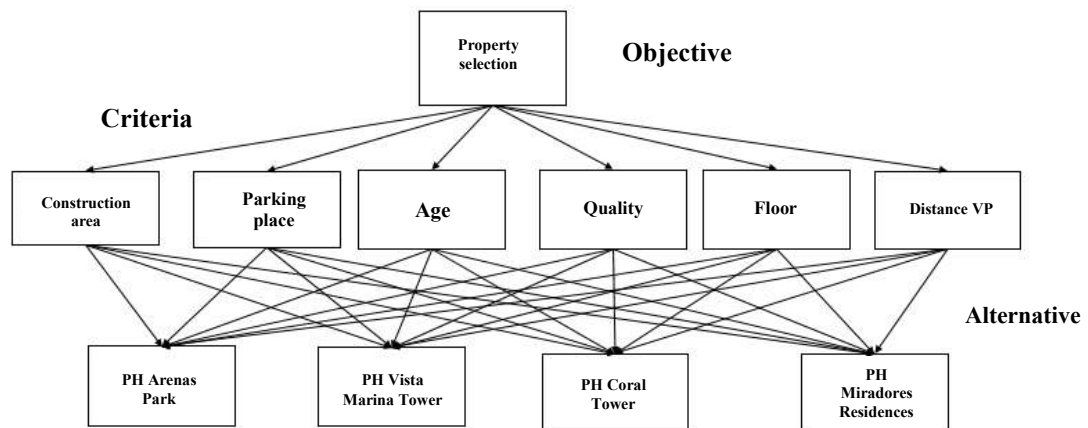 Property
selection
Objective
Criteria
Construction
area
Parking
place
Age
Quality
Floor
Distance VP
Alternative
PH Arenas
Park
PH Vista
Marina Tower
PH Coral
Tower
PH
Miradores
Residences